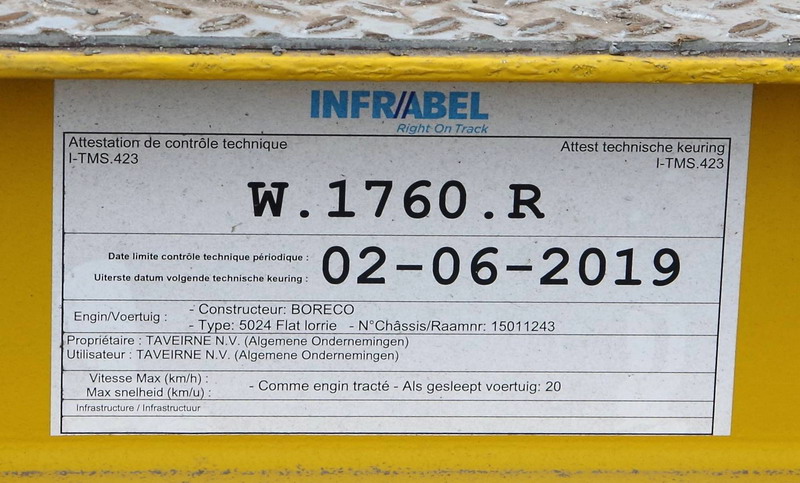 INFRABEL
Right On Track
Attestation de contrôle technique Attest technische keuring
I-TMS.423 I-TMS.423
W.1760.R
Date limite contrôle technique périodique :
Uiterste datum volgende technische keuring : 02-06-2019
Engin/Voertuig : - Constructeur: BORECO
- Type: 5024 Flat lorrie - N°Châssis/Raamnr: 15011243
Propriétaire : TAVEIRNE N.V. (Algemene Ondernemingen)
Utilisateur : TAVEIRNE N.V. (Algemene Ondernemingen)
Vitesse Max (km/h) :
Max snelheid (km/u) : - Comme engin tracté - Als gesleept voertuig: 20
Infrastructure / Infrastructuur